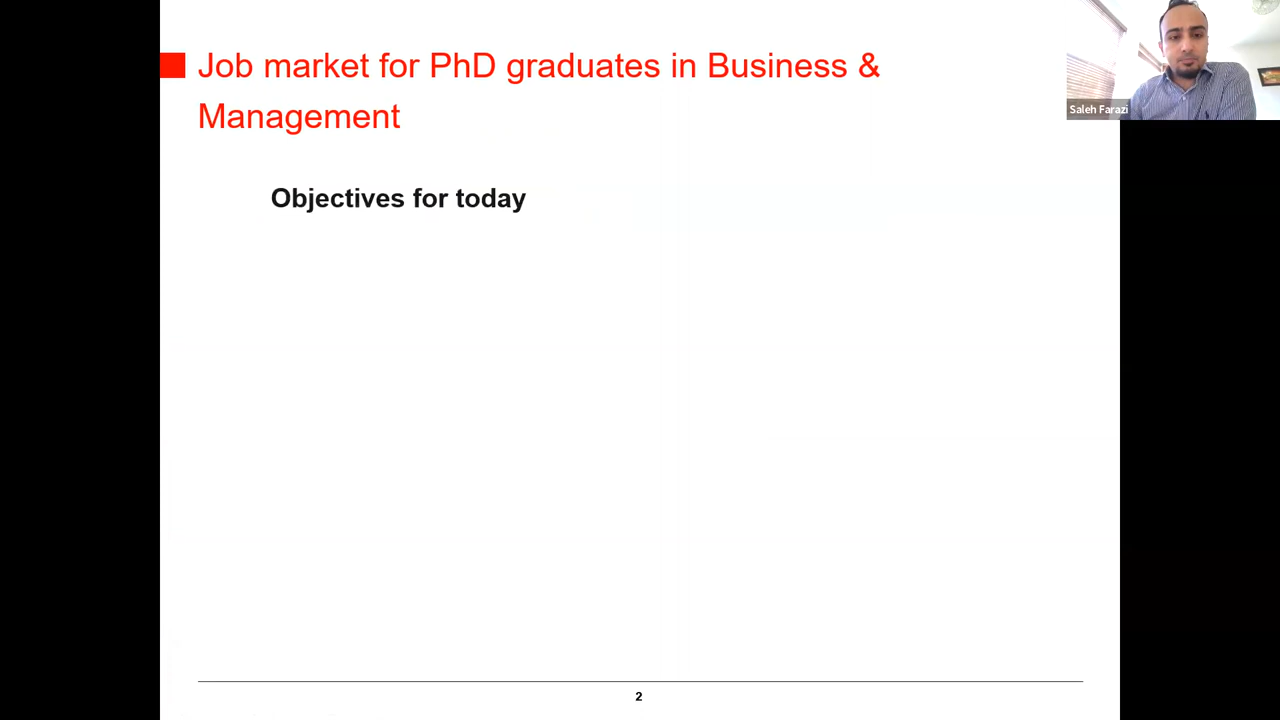 Job market for PhD graduates in Business &
Management
Saleh Farazi
Objectives for today
2